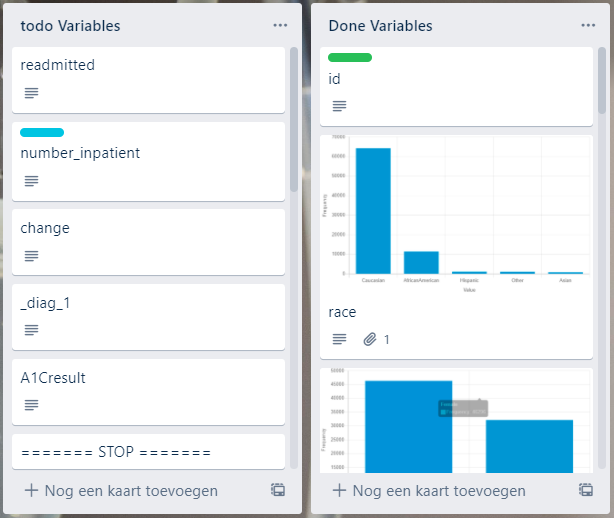 todo Variables
readmitted
number_inpatient
change
_diag_1
A1Cresult
======= STOP =======
Nog een kaart toevoegen
Done Variables
id
70000
60000
50000
40000
30000
20000
10000
0
Frequency
Caucasian AfricanAmerican Hispanic Other Asian
Value
race
1
50000
45000
40000
35000
30000
25000
20000
15000
Frequency
Nog een kaart toevoegen